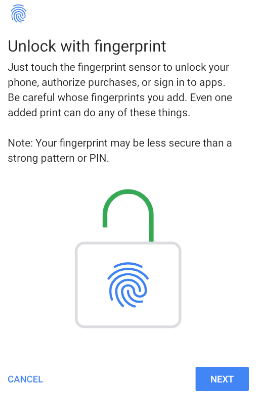 Unlock with fingerprint
Just touch the fingerprint sensor to unlock your
phone, authorize purchases, or sign in to apps.
Be careful whose fingerprints you add. Even one
added print can do any of these things.
Note: Your fingerprint may be less secure than a
strong pattern or PIN.
CANCEL
NEXT